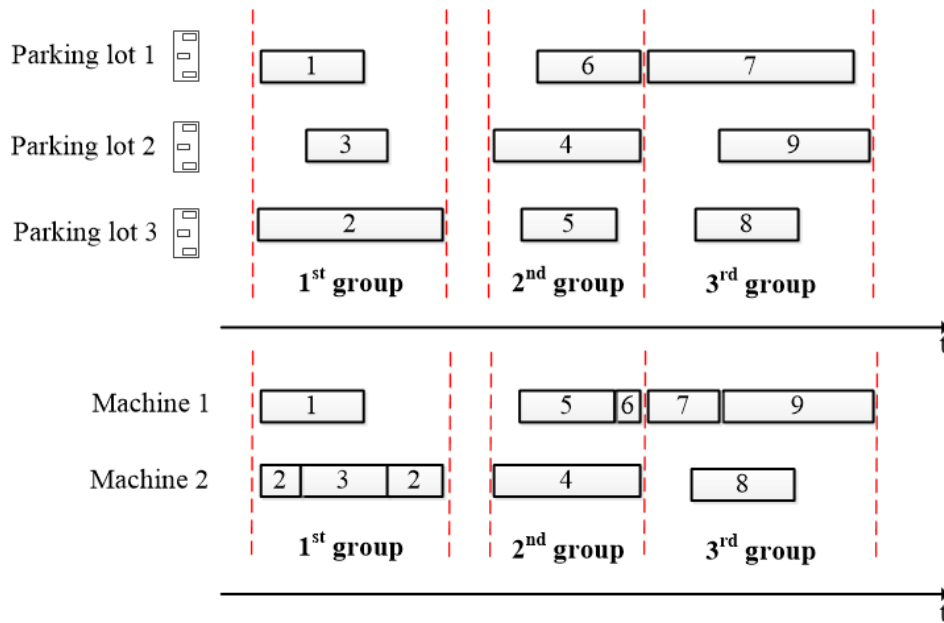 Parking lot 1
1
6
7
Parking lot 2
3
4
9
Parking lot 3
2
5
8
1st group
2nd group
3rd group
t
Machine 1
1
5
6
7
9
Machine 2
2
3
2
4
8
1st group
2nd group
3rd group
t